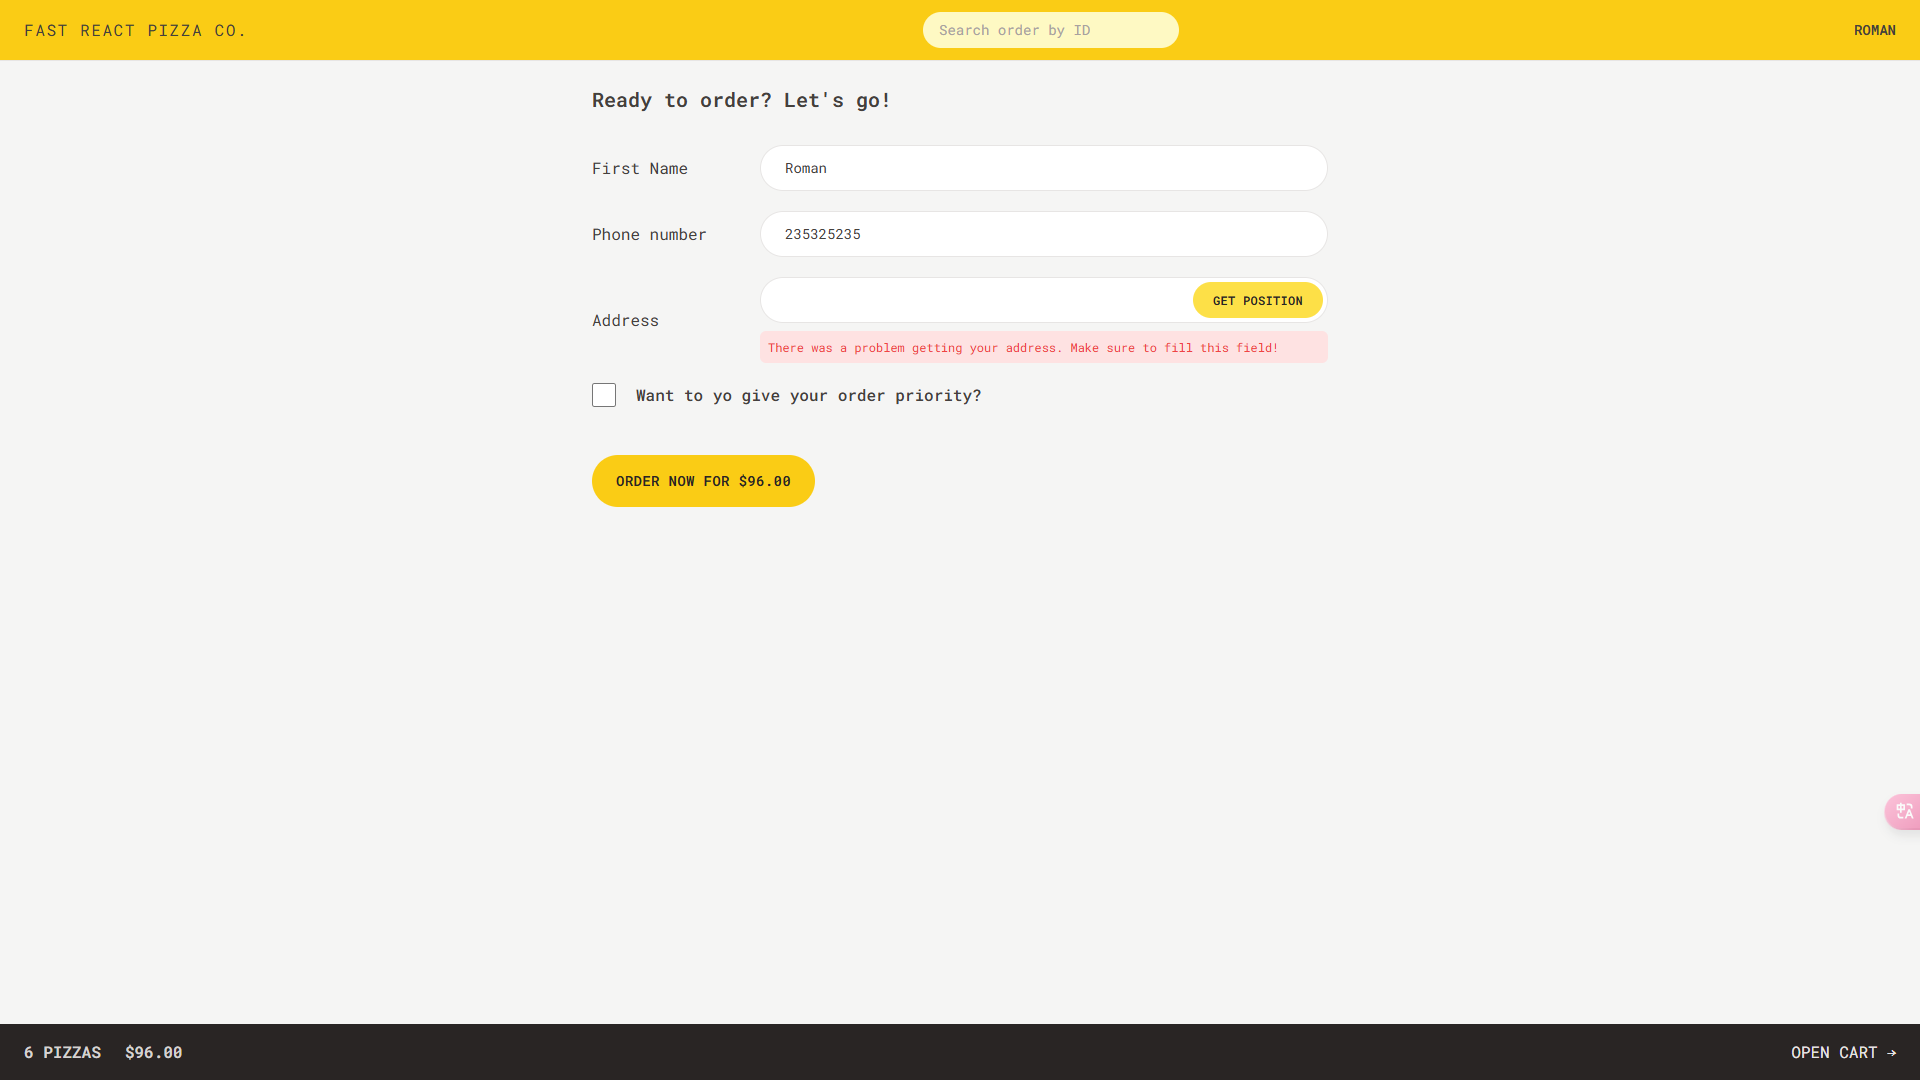 FAST REACT PIZZA CO.
Search order by ID
ROMAN
Ready to order? Let's go!
First Name
Roman
Phone number
235325235
Address
GET POSITION
There was a problem getting your address. Make sure to fill this field!
Want to yo give your order priority?
ORDER NOW FOR $96.00
中A
6 PIZZAS $96.00
OPEN CART →